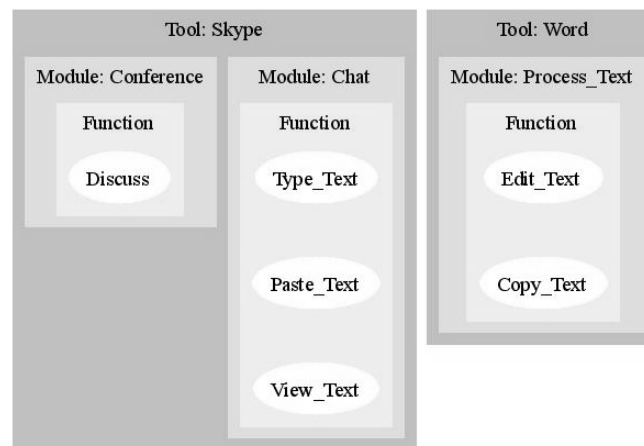 Tool: Skype
Module: Conference
Function
Discuss
Module: Chat
Function
Type_Text
Paste_Text
View_Text
Tool: Word
Module: Process_Text
Function
Edit_Text
Copy_Text